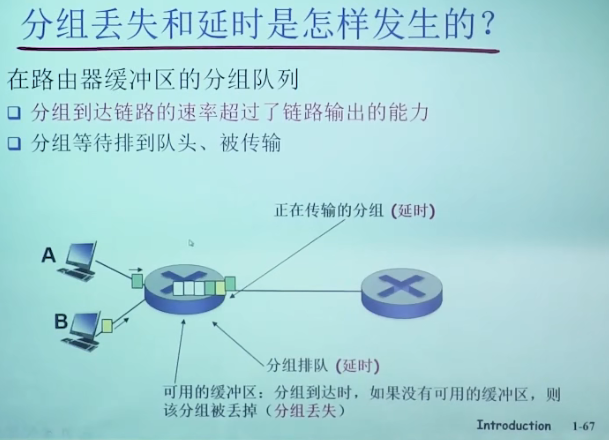 分组丢失和延时是怎样发生的？
在路由器缓冲区的分组队列
分组到达链路的速率超过了链路输出的能力
分组等待排到队头、被传输
正在传输的分组 (延时)
A
B
分组排队 (延时)
可用的缓冲区：分组到达时，如果没有可用的缓冲区，则
该分组被丢掉（分组丢失）
Introduction 1-67